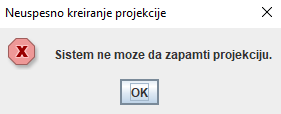 Neuspesno kreiranje projekcije
Sistem ne moze da zapamti projekciju.
OK